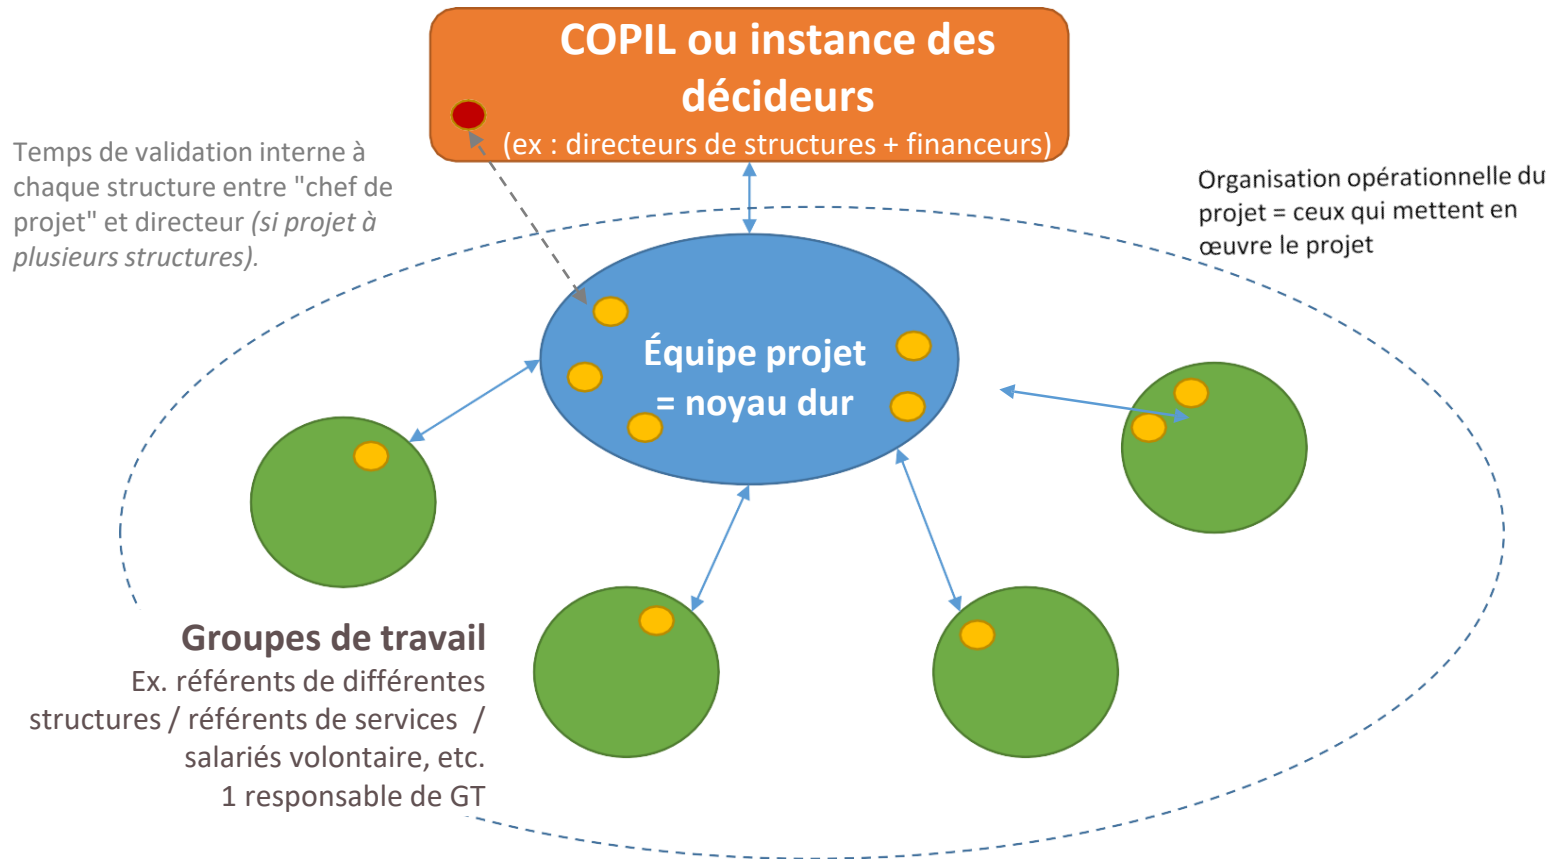 COPIL ou instance des
décideurs
(ex : directeurs de structures + financeurs)
Temps de validation interne à
chaque structure entre "chef de
projet" et directeur (si projet à
plusieurs structures).
Organisation opérationnelle du
projet = ceux qui mettent en
œuvre le projet
Équipe projet
= noyau dur
Groupes de travail
Ex. référents de différentes
structures / référents de services /
salariés volontaire, etc.
1 responsable de GT